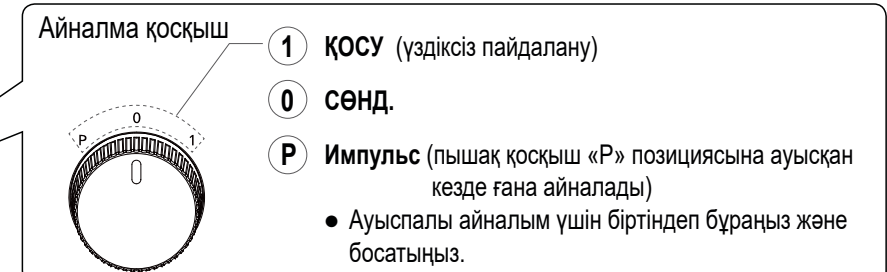 Айналма қосқыш
1 ҚОСУ (үздіксіз пайдалану)
0 СӨНД.
P Импульс (пышақ қосқыш «P» позициясына ауысқан
кезде ғана айналады)
● Ауыспалы айналым үшін біртіндеп бұраңыз және
босатыңыз.
P 0 1